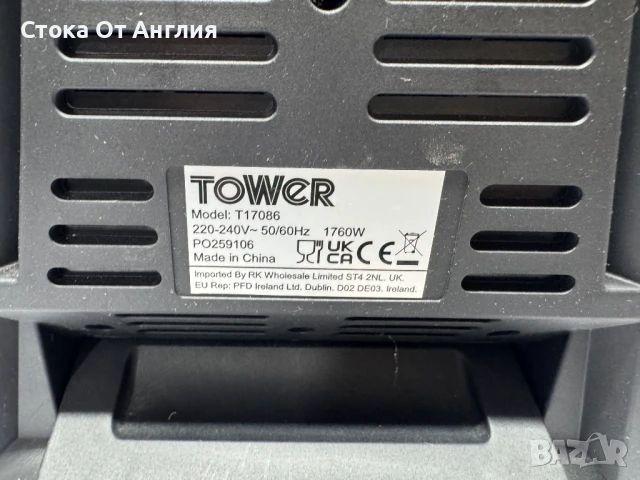 Стока От Англия
TOWER
Model: T17086
220-240V~ 50/60Hz 1760W
PO259106
Made in China
UK
CA
CE
Imported By RK Wholesale Limited ST4 2NL. UK.
EU Rep: PFD Ireland Ltd. Dublin. D02 DE03. Ireland.
BAZAR